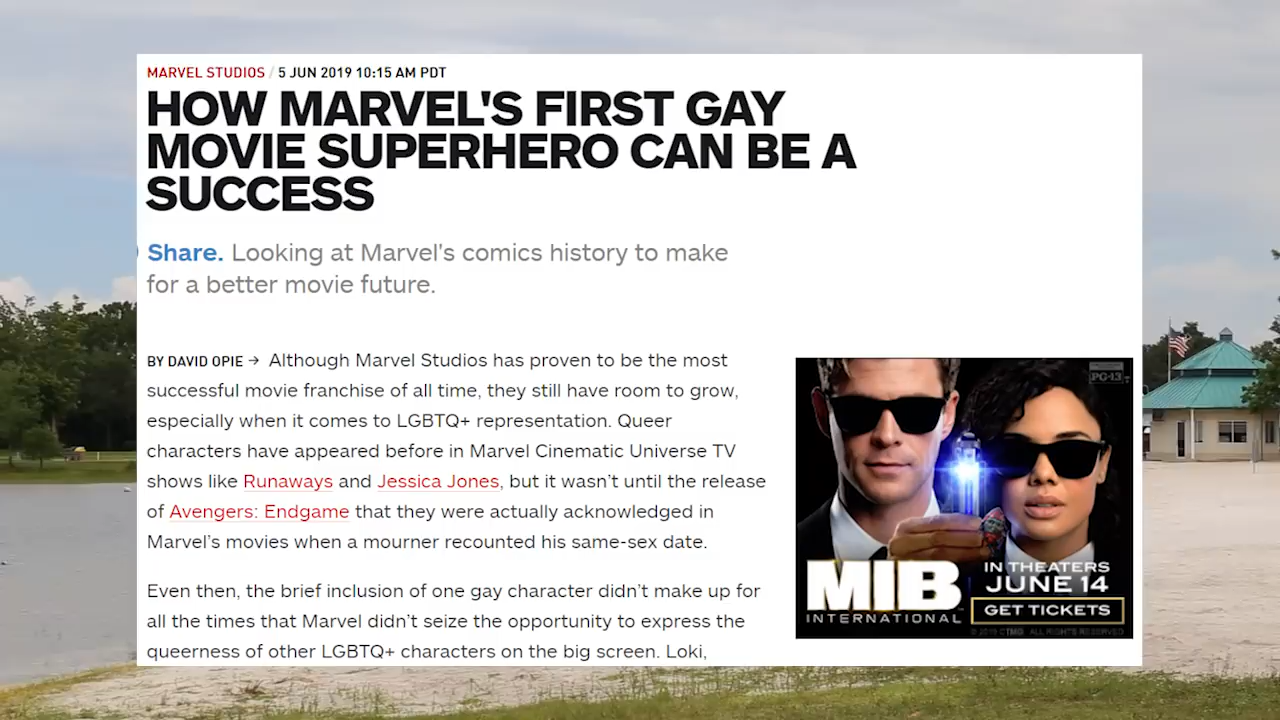 MARVEL STUDIOS / 5 JUN 2019 10:15 AM PDT
HOW MARVEL'S FIRST GAY
MOVIE SUPERHERO CAN BE A
SUCCESS
Share. Looking at Marvel's comics history to make
for a better movie future.
BY DAVID OPIE → Although Marvel Studios has proven to be the most
successful movie franchise of all time, they still have room to grow,
especially when it comes to LGBTQ+ representation. Queer
characters have appeared before in Marvel Cinematic Universe TV
shows like Runaways and Jessica Jones, but it wasn't until the release
of Avengers: Endgame that they were actually acknowledged in
Marvel's movies when a mourner recounted his same-sex date.
Even then, the brief inclusion of one gay character didn't make up for
all the times that Marvel didn't seize the opportunity to express the
queerness of other LGBTQ+ characters on the big screen. Loki,
PG-13
MIB
INTERNATIONAL
IN THEATERS
JUNE 14
GET TICKETS
© 2019 CTMG. ALL RIGHTS RESERVED